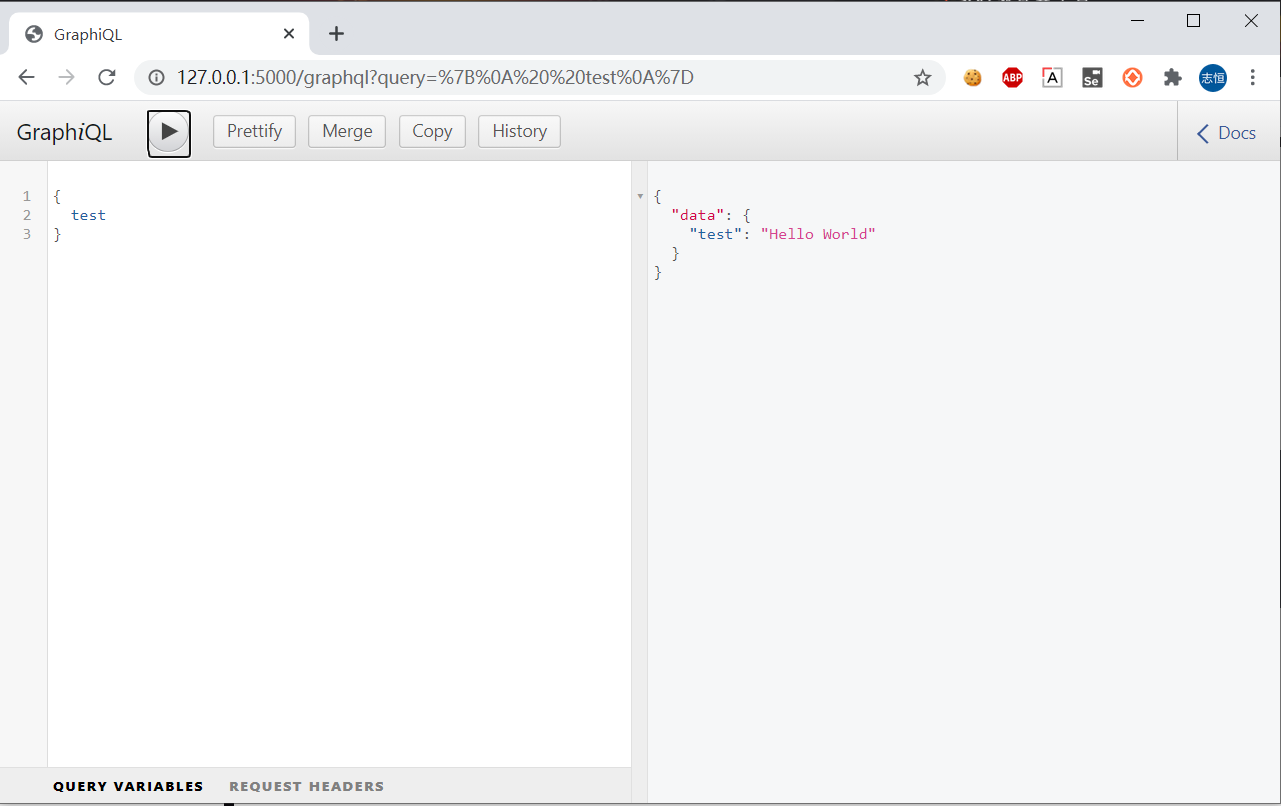 GraphiQL
127.0.0.1:5000/graphql?query=%7B%0A%20%20test%0A%7D
ABP
A
Se
志恒
GraphiQL
Prettify
Merge
Copy
History
Docs
1 {
2 test
3 }
{
"data": {
"test": "Hello World"
}
}
QUERY VARIABLES
REQUEST HEADERS